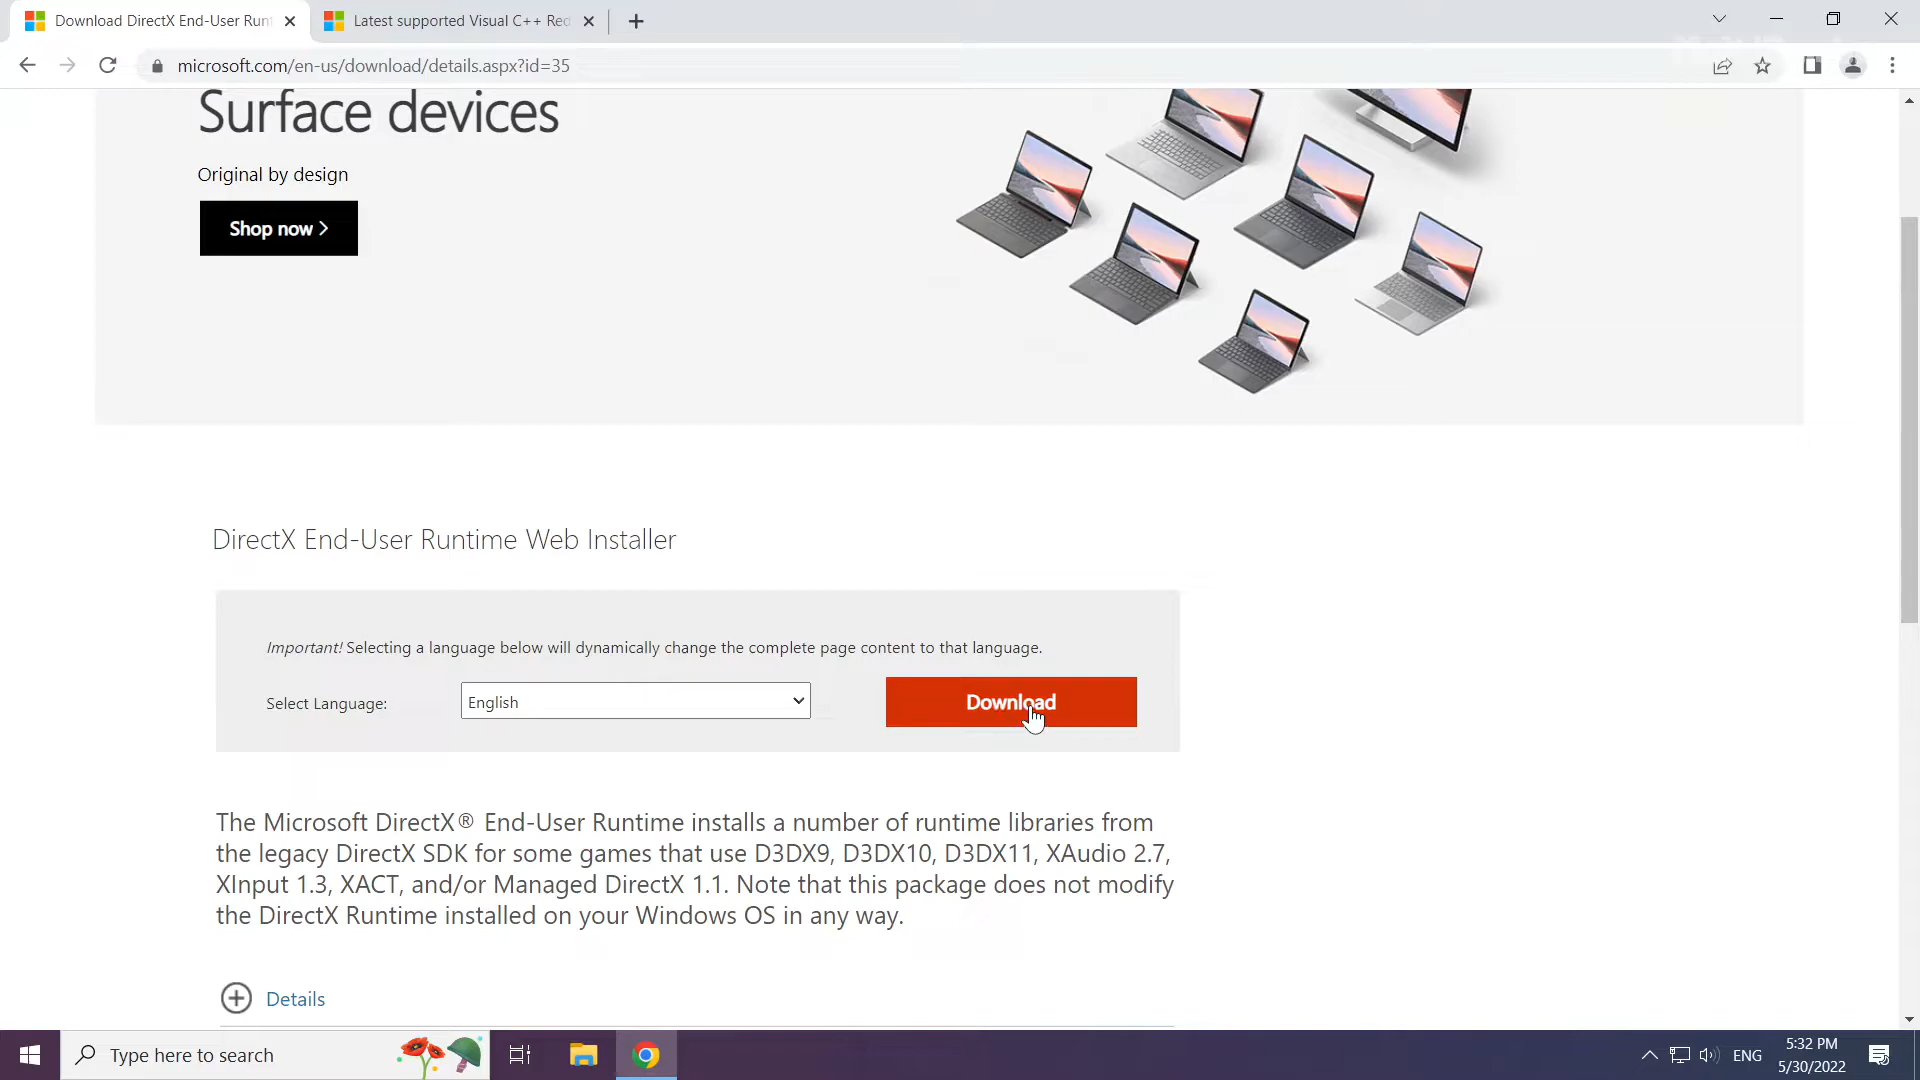 Download DirectX End-User Runt
Latest supported Visual C++ Red
microsoft.com/en-us/download/details.aspx?id=35
Surface devices
Original by design
Shop now
DirectX End-User Runtime Web Installer
Important! Selecting a language below will dynamically change the complete page content to that language.
Select Language:
English
Download
The Microsoft DirectX® End-User Runtime installs a number of runtime libraries from
the legacy DirectX SDK for some games that use D3DX9, D3DX10, D3DX11, XAudio 2.7,
XInput 1.3, XACT, and/or Managed DirectX 1.1. Note that this package does not modify
the DirectX Runtime installed on your Windows OS in any way.
Details
Type here to search
ENG
5:32 PM
5/30/2022